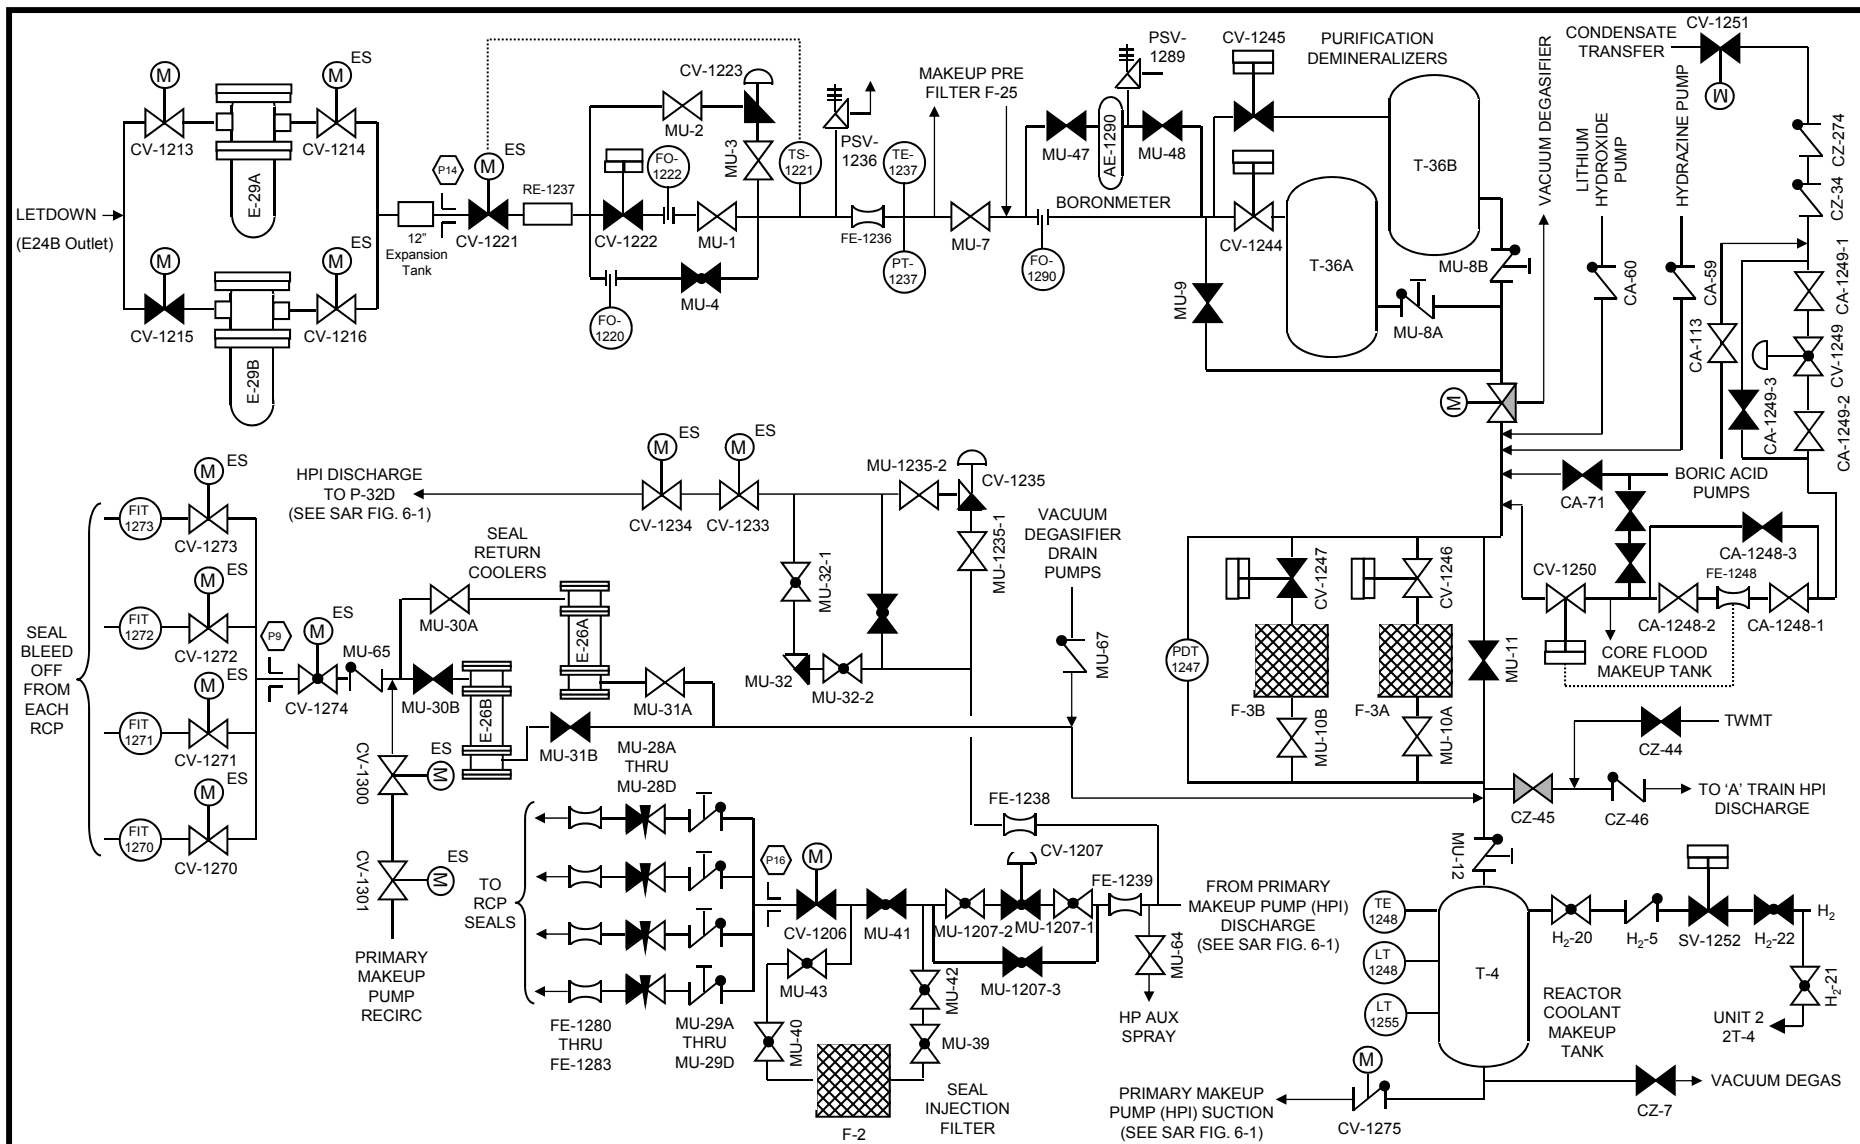 CV-1251
CONDENSATE
TRANSFER
M
CV-1245
PURIFICATION
DEMINERALIZERS
PSV-
1289
VACUUM DEGASIFIER
LITHIUM
HYDROXIDE
PUMP
HYDRAZINE PUMP
CZ-274
CZ-34
M
CV-1213
M
ES
CV-1214
E-29A
LETDOWN
(E24B Outlet)
12"
Expansion
Tank
P14
M
ES
CV-1221
RE-1237
CV-1222
FO-
1222
MU-1
MU-2
CV-1223
MU-3
TS-
1221
PSV-
1236
FE-1236
TE-
1237
PT-
1237
MAKEUP PRE
FILTER F-25
MU-7
MU-47
AE-1290
MU-48
BORONMETER
FO-
1290
CV-1244
T-36B
T-36A
MU-8B
MU-8A
MU-9
M
CV-1215
M
ES
CV-1216
E-29B
FO-
1220
MU-4
M
CA-60
CA-59
CA-113
CA-1249-1
CV-1249
CA-1249-2
CA-1249-3
BORIC ACID
PUMPS
CA-71
CA-1248-3
FE-1248
CV-1250
CA-1248-2
CA-1248-1
CORE FLOOD
MAKEUP TANK
HPI DISCHARGE
TO P-32D
(SEE SAR FIG. 6-1)
M
ES
CV-1234
M
ES
CV-1233
MU-1235-2
CV-1235
MU-1235-1
MU-32-1
MU-32
MU-32-2
VACUUM
DEGASIFIER
DRAIN
PUMPS
MU-67
PDT
1247
CV-1247
CV-1246
F-3B
F-3A
MU-10B
MU-10A
MU-11
CZ-44
TWMT
CZ-45
CZ-46
TO 'A' TRAIN HPI
DISCHARGE
SEAL
BLEED
OFF
FROM
EACH
RCP
FIT
1273
M
ES
CV-1273
FIT
1272
M
ES
CV-1272
FIT
1271
M
ES
CV-1271
FIT
1270
M
ES
CV-1270
P9
M
ES
CV-1274
MU-65
SEAL
RETURN
COOLERS
MU-30A
MU-30B
E-26A
E-26B
MU-31A
MU-31B
CV-1300
M
ES
CV-1301
M
ES
PRIMARY
MAKEUP
PUMP
RECIRC
MU-28A
THRU
MU-28D
TO
RCP
SEALS
FE-1280
THRU
FE-1283
MU-29A
THRU
MU-29D
P16
M
CV-1206
MU-41
MU-43
MU-40
MU-42
MU-39
F-2
SEAL
INJECTION
FILTER
FE-1238
CV-1207
MU-1207-2
MU-1207-1
MU-1207-3
FE-1239
MU-64
HP AUX
SPRAY
FROM PRIMARY
MAKEUP PUMP (HPI)
DISCHARGE
(SEE SAR FIG. 6-1)
MU-12
TE
1248
LT
1248
LT
1255
T-4
REACTOR
COOLANT
MAKEUP
TANK
H2-20
H2-5
SV-1252
H2-22
H2
H2-21
UNIT 2
2T-4
CZ-7
VACUUM DEGAS
M
CV-1275
PRIMARY MAKEUP
PUMP (HPI) SUCTION
(SEE SAR FIG. 6-1)